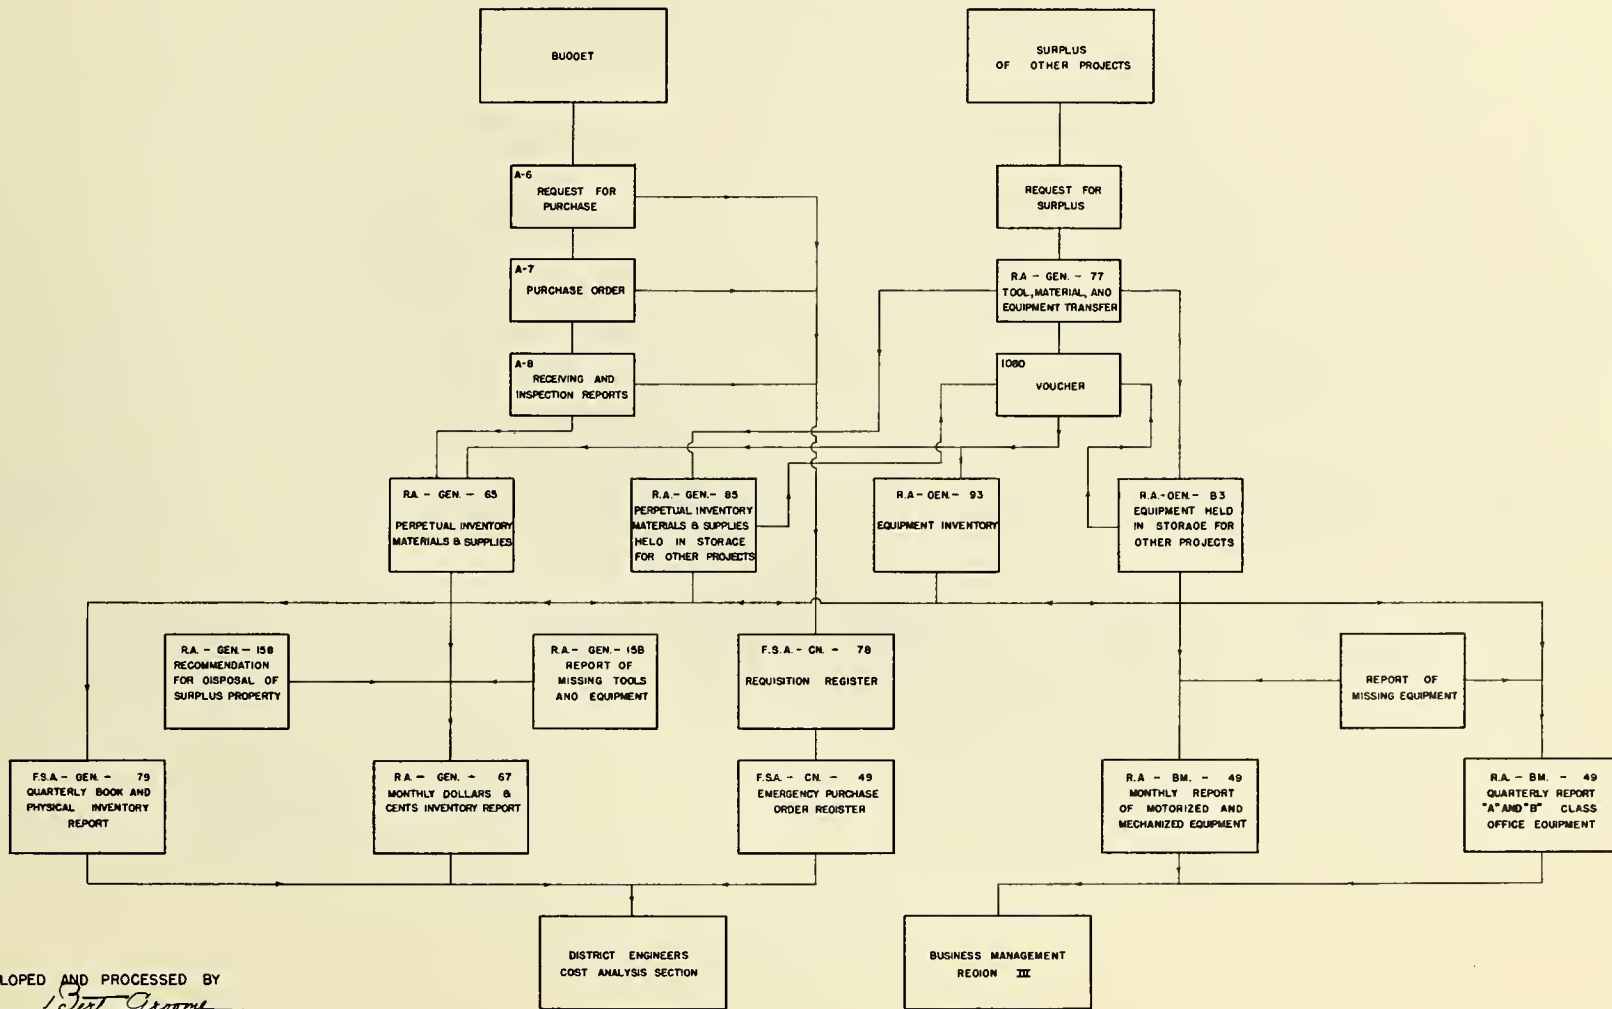 BUDGET
SURPLUS
OF OTHER PROJECTS
A-6
REQUEST FOR
PURCHASE
REQUEST FOR
SURPLUS
A-7
PURCHASE ORDER
R.A - GEN. - 77
TOOL, MATERIAL, AND
EQUIPMENT TRANSFER
A-8
RECEIVING AND
INSPECTION REPORTS
1080
VOUCHER
R.A. - GEN. - 65
PERPETUAL INVENTORY
MATERIALS & SUPPLIES
R.A. - GEN. - 85
PERPETUAL INVENTORY
MATERIALS & SUPPLIES
HELD IN STORAGE
FOR OTHER PROJECTS
R.A - GEN. - 93
EQUIPMENT INVENTORY
R.A. - GEN. - 83
EQUIPMENT HELD
IN STORAGE FOR
OTHER PROJECTS
R.A. - GEN. - 158
RECOMMENDATION
FOR DISPOSAL OF
SURPLUS PROPERTY
R.A. - GEN. - 158
REPORT OF
MISSING TOOLS
AND EQUIPMENT
F.S.A. - CN. - 78
REQUISITION REGISTER
REPORT OF
MISSING EQUIPMENT
F.S.A. - GEN. - 79
QUARTERLY BOOK AND
PHYSICAL INVENTORY
REPORT
R.A. - GEN. - 67
MONTHLY DOLLARS &
CENTS INVENTORY REPORT
F.S.A. - CN. - 49
EMERGENCY PURCHASE
ORDER REGISTER
R.A - BM. - 49
MONTHLY REPORT
OF MOTORIZED AND
MECHANIZED EQUIPMENT
R.A. - BM. - 49
QUARTERLY REPORT
"A" AND "B" CLASS
OFFICE EQUIPMENT
DISTRICT ENGINEERS
COST ANALYSIS SECTION
BUSINESS MANAGEMENT
REGION III
LOPED AND PROCESSED BY
Bert Groome